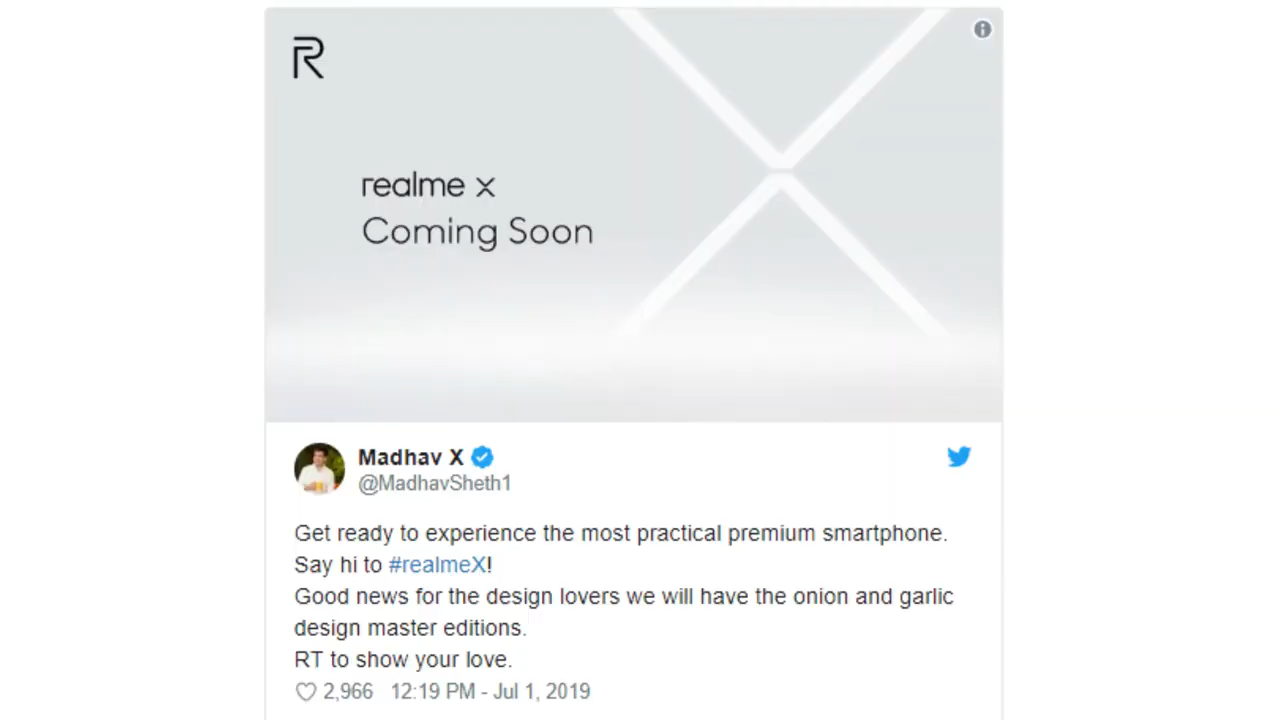 R
realme x
Coming Soon
Madhav X
@MadhavSheth1
Get ready to experience the most practical premium smartphone.
Say hi to #realmeX!
Good news for the design lovers we will have the onion and garlic
design master editions.
RT to show your love.
2,966 12:19 PM - Jul 1, 2019